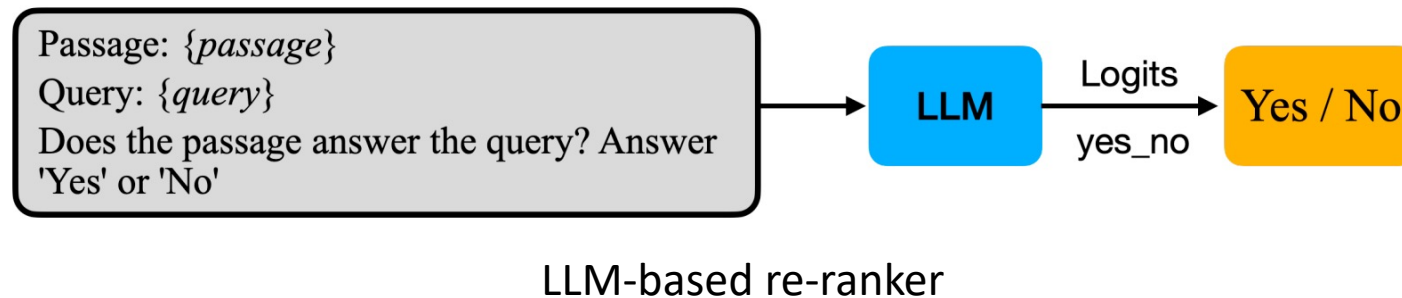 Passage: {passage}
Query: {query}
Does the passage answer the query? Answer
'Yes' or 'No'
LLM
Logits
yes_no
Yes / No
LLM-based re-ranker